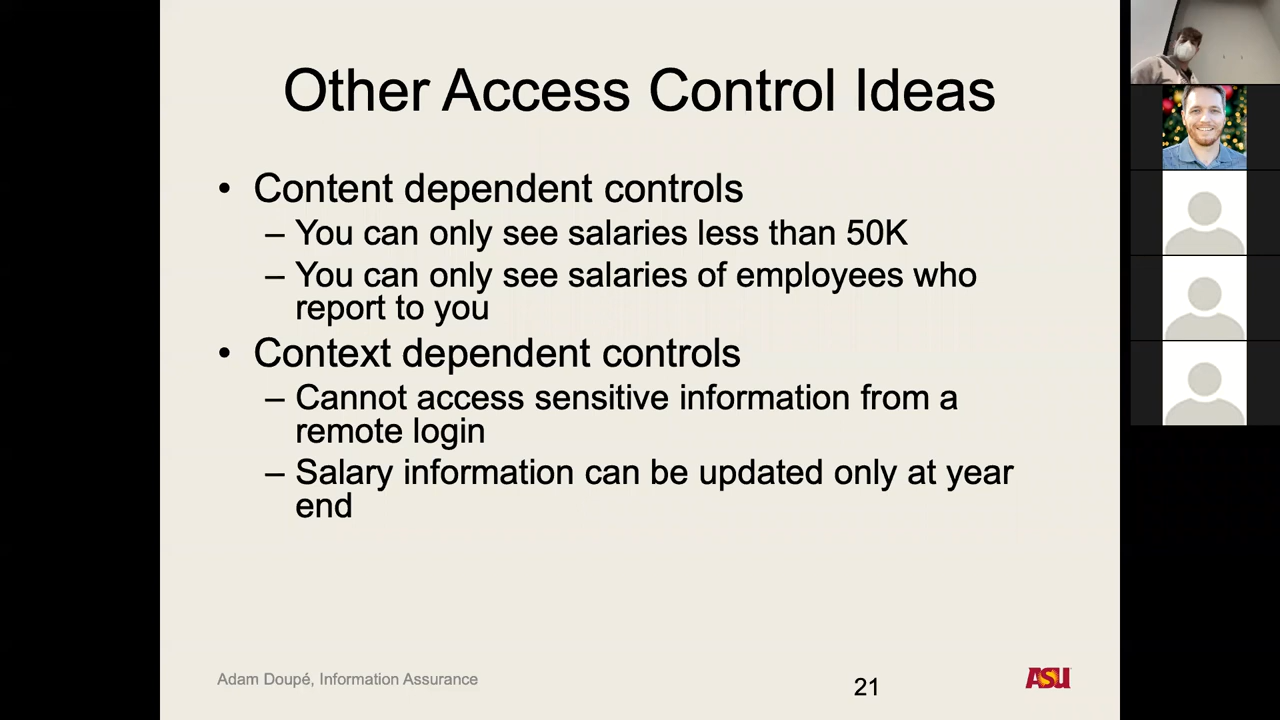 Other Access Control Ideas
• Content dependent controls
– You can only see salaries less than 50K
– You can only see salaries of employees who
report to you
• Context dependent controls
– Cannot access sensitive information from a
remote login
– Salary information can be updated only at year
end
Adam Doupé, Information Assurance
21
ASU